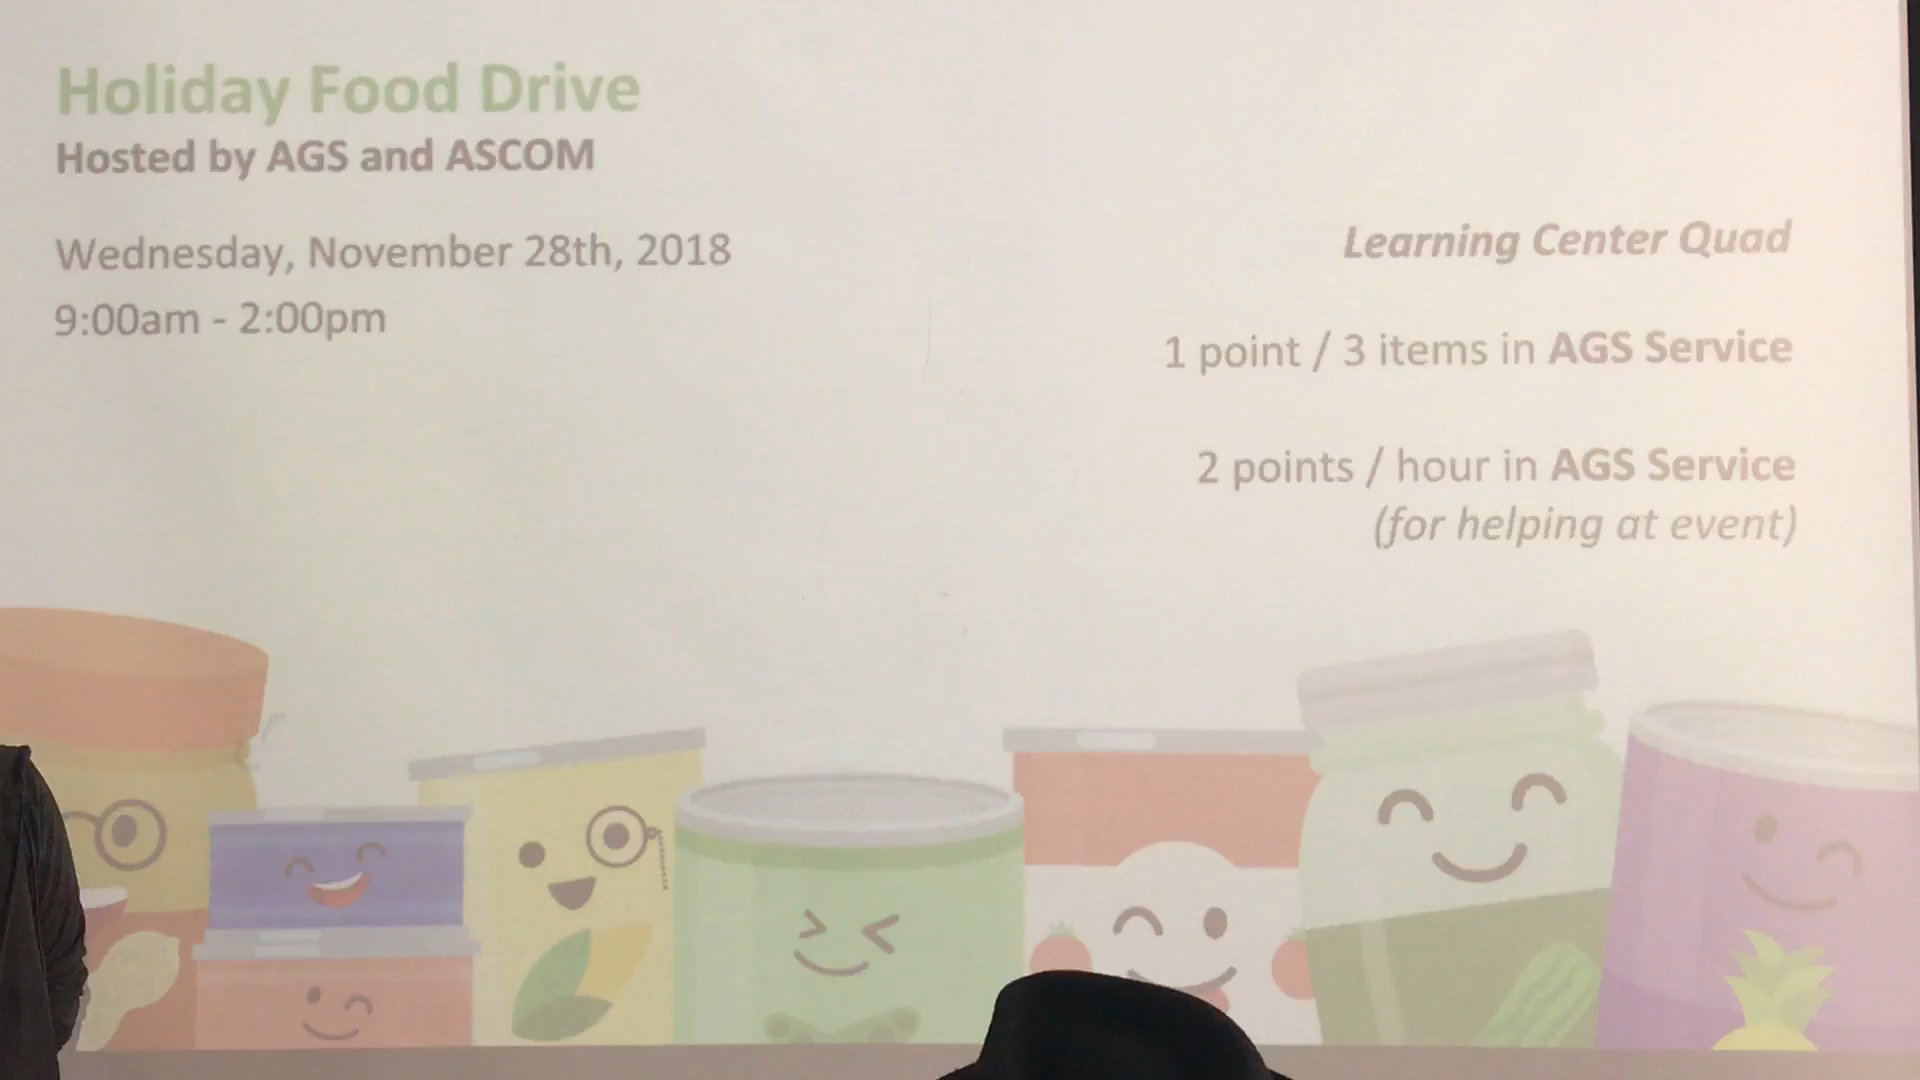 Holiday Food Drive
Hosted by AGS and ASCOM
Wednesday, November 28th, 2018
9:00am - 2:00pm
Learning Center Quad
1 point / 3 items in AGS Service
2 points / hour in AGS Service
(for helping at event)